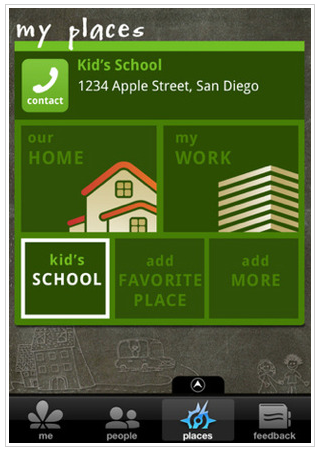 my places
Kid's School
1234 Apple Street, San Diego
contact
our
HOME
my
WORK
kid's
SCHOOL
add
FAVORITE
PLACE
add
MORE
me
people
places
feedback